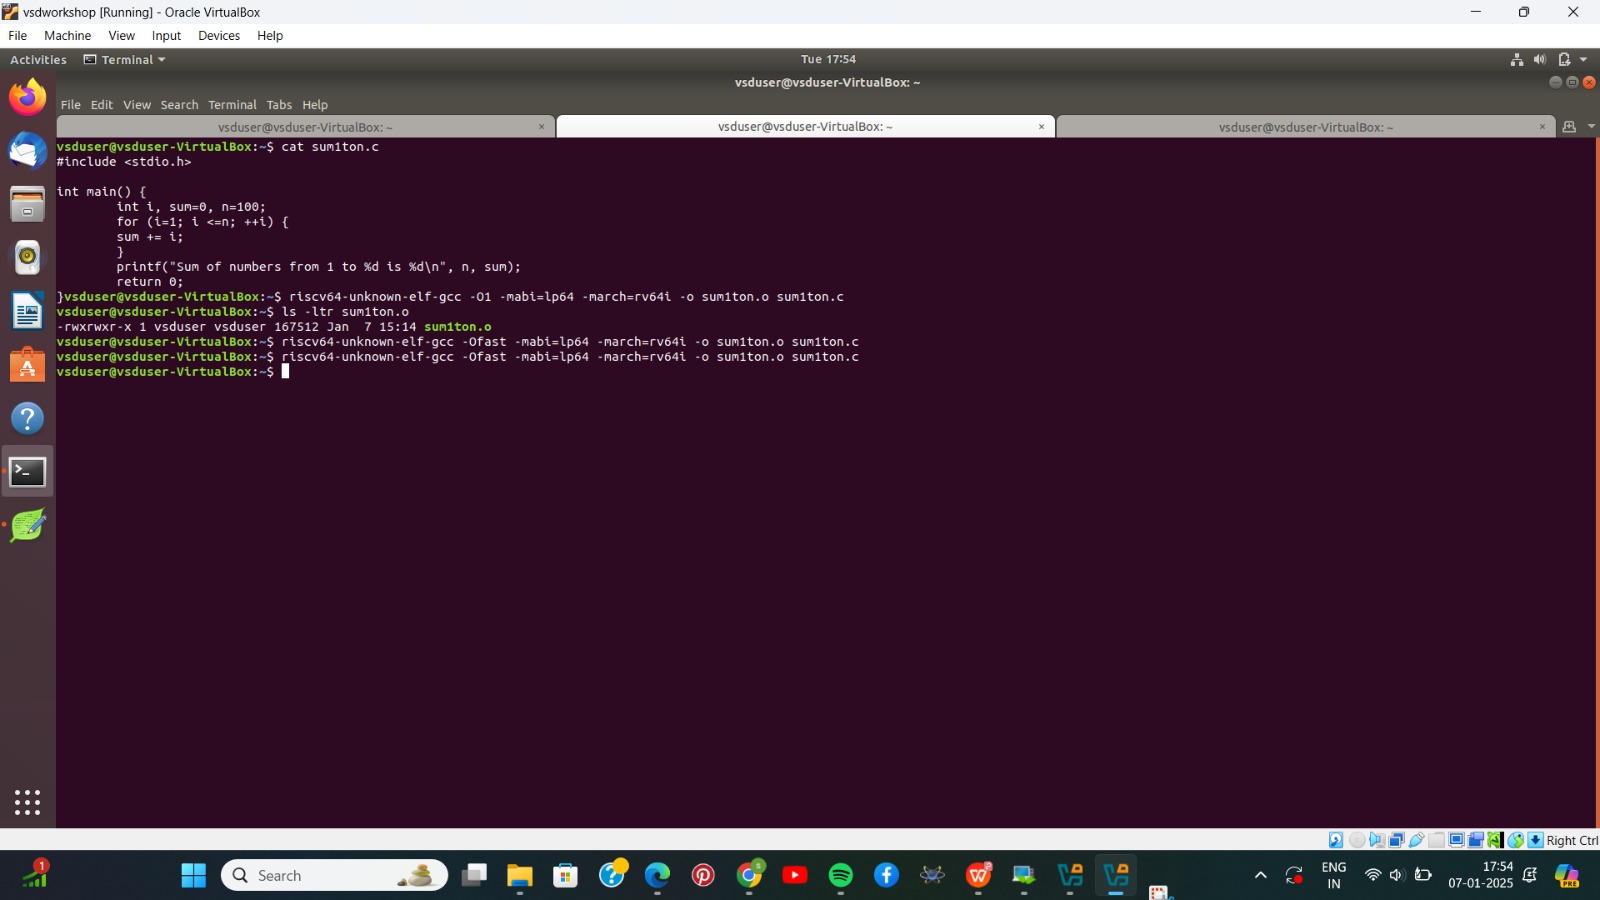 vsdworkshop [Running] - Oracle VirtualBox
File Machine View Input Devices Help
Activities Terminal Tue 17:54
vsduser@vsduser-VirtualBox: ~
File Edit View Search Terminal Tabs Help
vsduser@vsduser-VirtualBox: ~ × vsduser@vsduser-VirtualBox: ~ × vsduser@vsduser-VirtualBox: ~ ×
vsduser@vsduser-VirtualBox:~$ cat sum1ton.c
#include <stdio.h>
int main() {
int i, sum=0, n=100;
for (i=1; i <=n; ++i) {
sum += i;
}
printf("Sum of numbers from 1 to %d is %d\n", n, sum);
return 0;
}vsduser@vsduser-VirtualBox:~$ riscv64-unknown-elf-gcc -O1 -mabi=lp64 -march=rv64i -o sum1ton.o sum1ton.c
vsduser@vsduser-VirtualBox:~$ ls -ltr sum1ton.o
-rwxrwxr-x 1 vsduser vsduser 167512 Jan  7 15:14 sum1ton.o
vsduser@vsduser-VirtualBox:~$ riscv64-unknown-elf-gcc -Ofast -mabi=lp64 -march=rv64i -o sum1ton.o sum1ton.c
vsduser@vsduser-VirtualBox:~$ riscv64-unknown-elf-gcc -Ofast -mabi=lp64 -march=rv64i -o sum1ton.o sum1ton.c
vsduser@vsduser-VirtualBox:~$
Right Ctrl
1 Search ENG 17:54
IN 07-01-2025 PRE